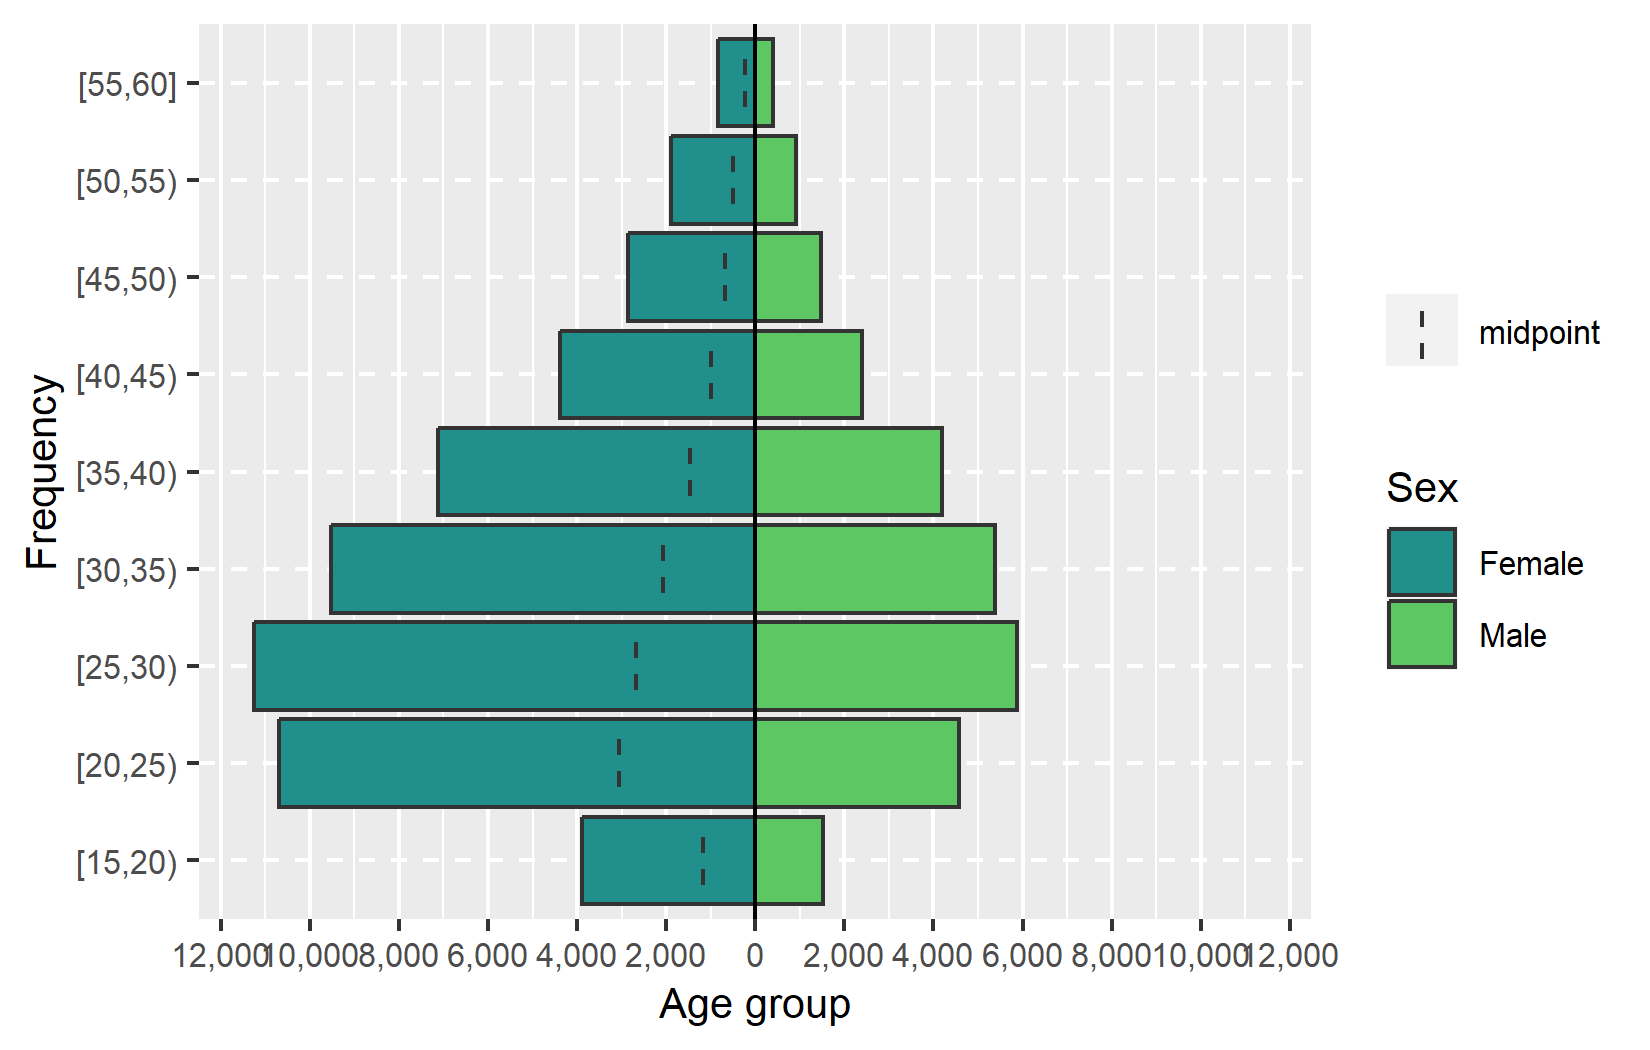 [55,60]
[50,55)
[45,50)
[40,45)
[35,40)
[30,35)
[25,30)
[20,25)
[15,20)
Frequency
12,000 10,000 8,000 6,000 4,000 2,000 0 2,000 4,000 6,000 8,000 10,000 12,000
Age group
midpoint
Sex
Female
Male